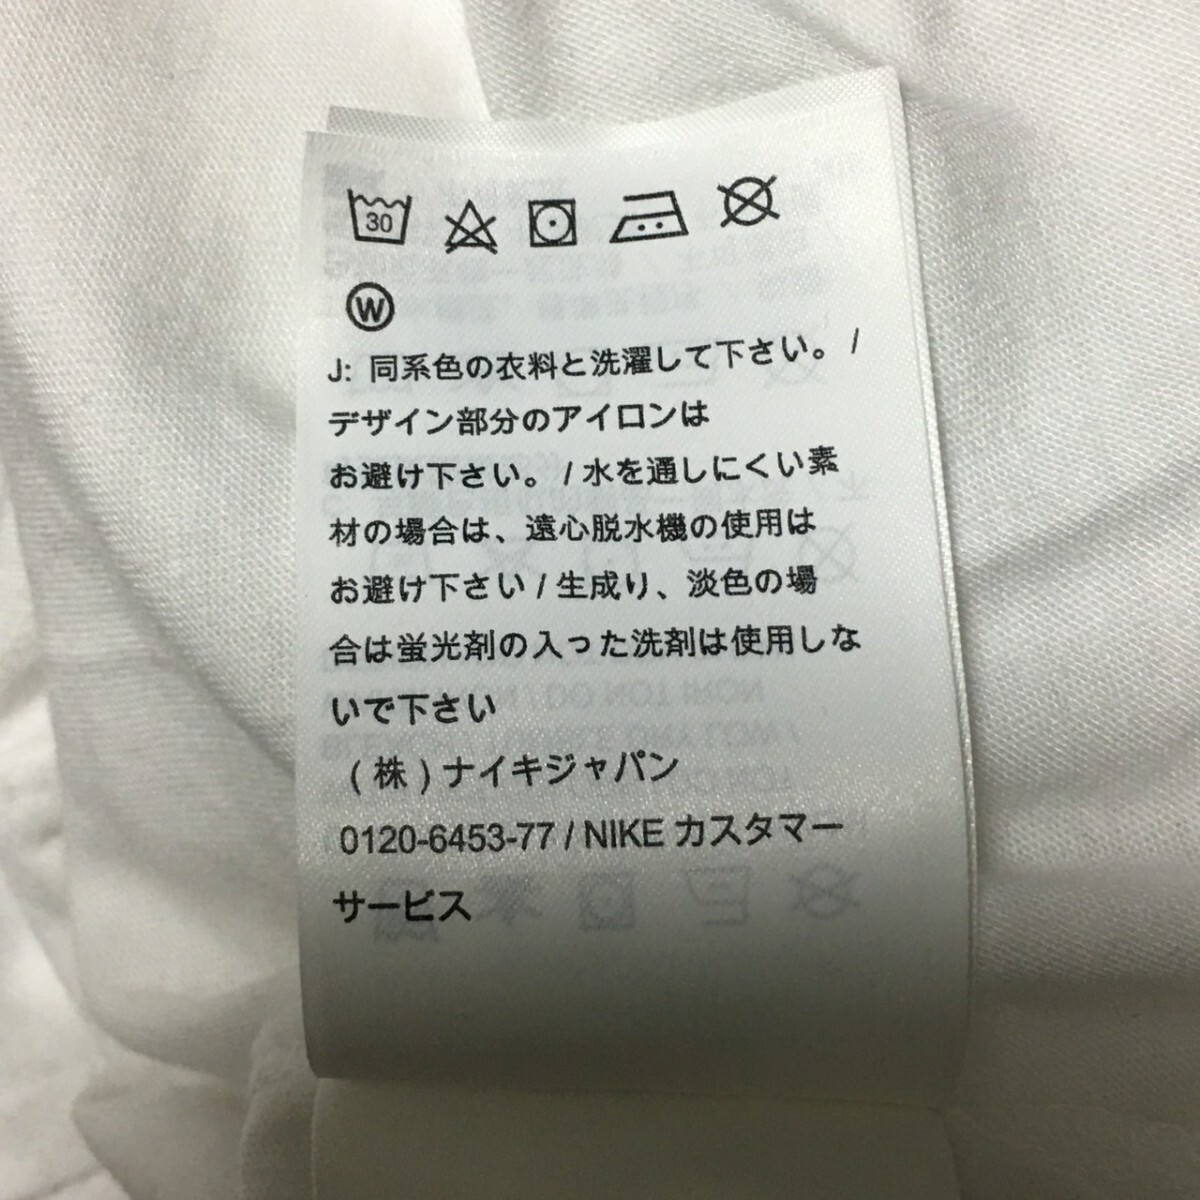 30
W
J: 同系色の衣料と洗濯して下さい。 /
デザイン部分のアイロンは
お避け下さい。 / 水を通しにくい素
材の場合は、遠心脱水機の使用は
お避け下さい / 生成り、淡色の場
合は蛍光剤の入った洗剤は使用しな
いで下さい
(株)ナイキジャパン
0120-6453-77 / NIKE カスタマー
サービス